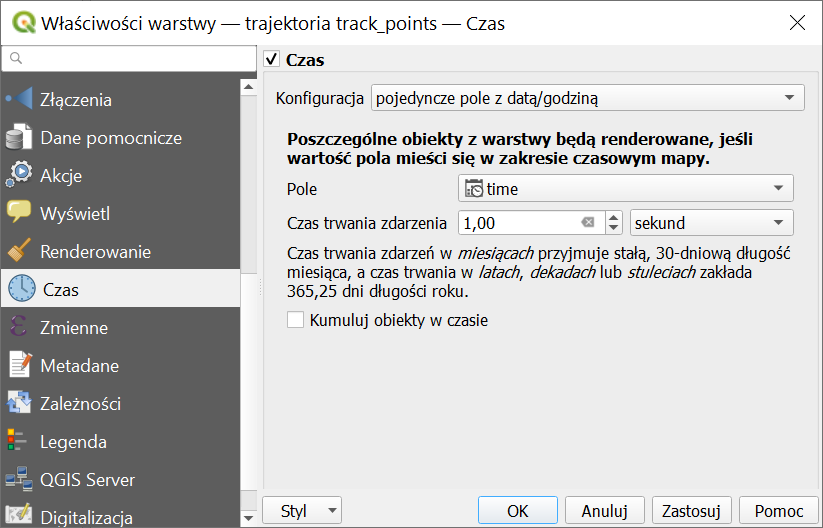 Właściwości warstwy — trajektoria track_points — Czas
Złączenia
Dane pomocnicze
Akcje
Wyświetl
Renderowanie
Czas
Zmienne
Metadane
Zależności
Legenda
QGIS Server
Digitalizacja
Czas
Konfiguracja pojedyncze pole z datą/godziną
Poszczególne obiekty z warstwy będą renderowane, jeśli
wartość pola mieści się w zakresie czasowym mapy.
Pole time
Czas trwania zdarzenia 1,00 sekund
Czas trwania zdarzeń w miesiącach przyjmuje stałą, 30-dniową długość
miesiąca, a czas trwania w latach, dekadach lub stuleciach zakłada
365,25 dni długości roku.
Kumuluj obiekty w czasie
Styl OK Anuluj Zastosuj Pomoc